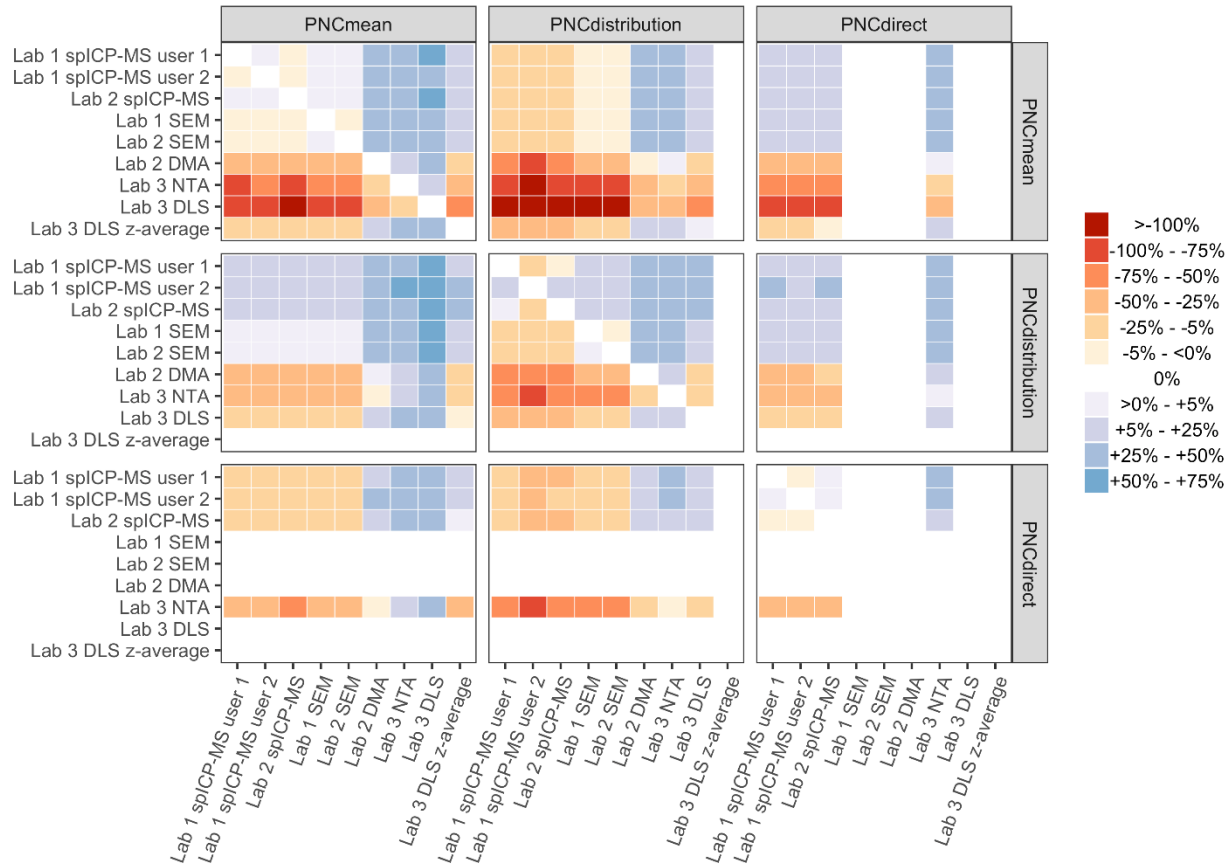 PNCmean
PNCdistribution
PNCdirect
Lab 1 spICP-MS user 1
Lab 1 spICP-MS user 2
Lab 2 spICP-MS
Lab 1 SEM
Lab 2 SEM
Lab 2 DMA
Lab 3 NTA
Lab 3 DLS
Lab 3 DLS z-average
PNCmean
Lab 1 spICP-MS user 1
Lab 1 spICP-MS user 2
Lab 2 spICP-MS
Lab 1 SEM
Lab 2 SEM
Lab 2 DMA
Lab 3 NTA
Lab 3 DLS
Lab 3 DLS z-average
PNCdistribution
Lab 1 spICP-MS user 1
Lab 1 spICP-MS user 2
Lab 2 spICP-MS
Lab 1 SEM
Lab 2 SEM
Lab 2 DMA
Lab 3 NTA
Lab 3 DLS
Lab 3 DLS z-average
PNCdirect
Lab 1 spICP-MS user 1
Lab 1 spICP-MS user 2
Lab 2 spICP-MS
Lab 1 SEM
Lab 2 SEM
Lab 2 DMA
Lab 3 NTA
Lab 3 DLS
Lab 3 DLS z-average
Lab 1 spICP-MS user 1
Lab 1 spICP-MS user 2
Lab 2 spICP-MS
Lab 1 SEM
Lab 2 SEM
Lab 2 DMA
Lab 3 NTA
Lab 3 DLS
Lab 3 DLS z-average
Lab 1 spICP-MS user 1
Lab 1 spICP-MS user 2
Lab 2 spICP-MS
Lab 1 SEM
Lab 2 SEM
Lab 2 DMA
Lab 3 NTA
Lab 3 DLS
Lab 3 DLS z-average
>-100%
-100% - -75%
-75% - -50%
-50% - -25%
-25% - -5%
-5% - <0%
0%
>0% - +5%
+5% - +25%
+25% - +50%
+50% - +75%